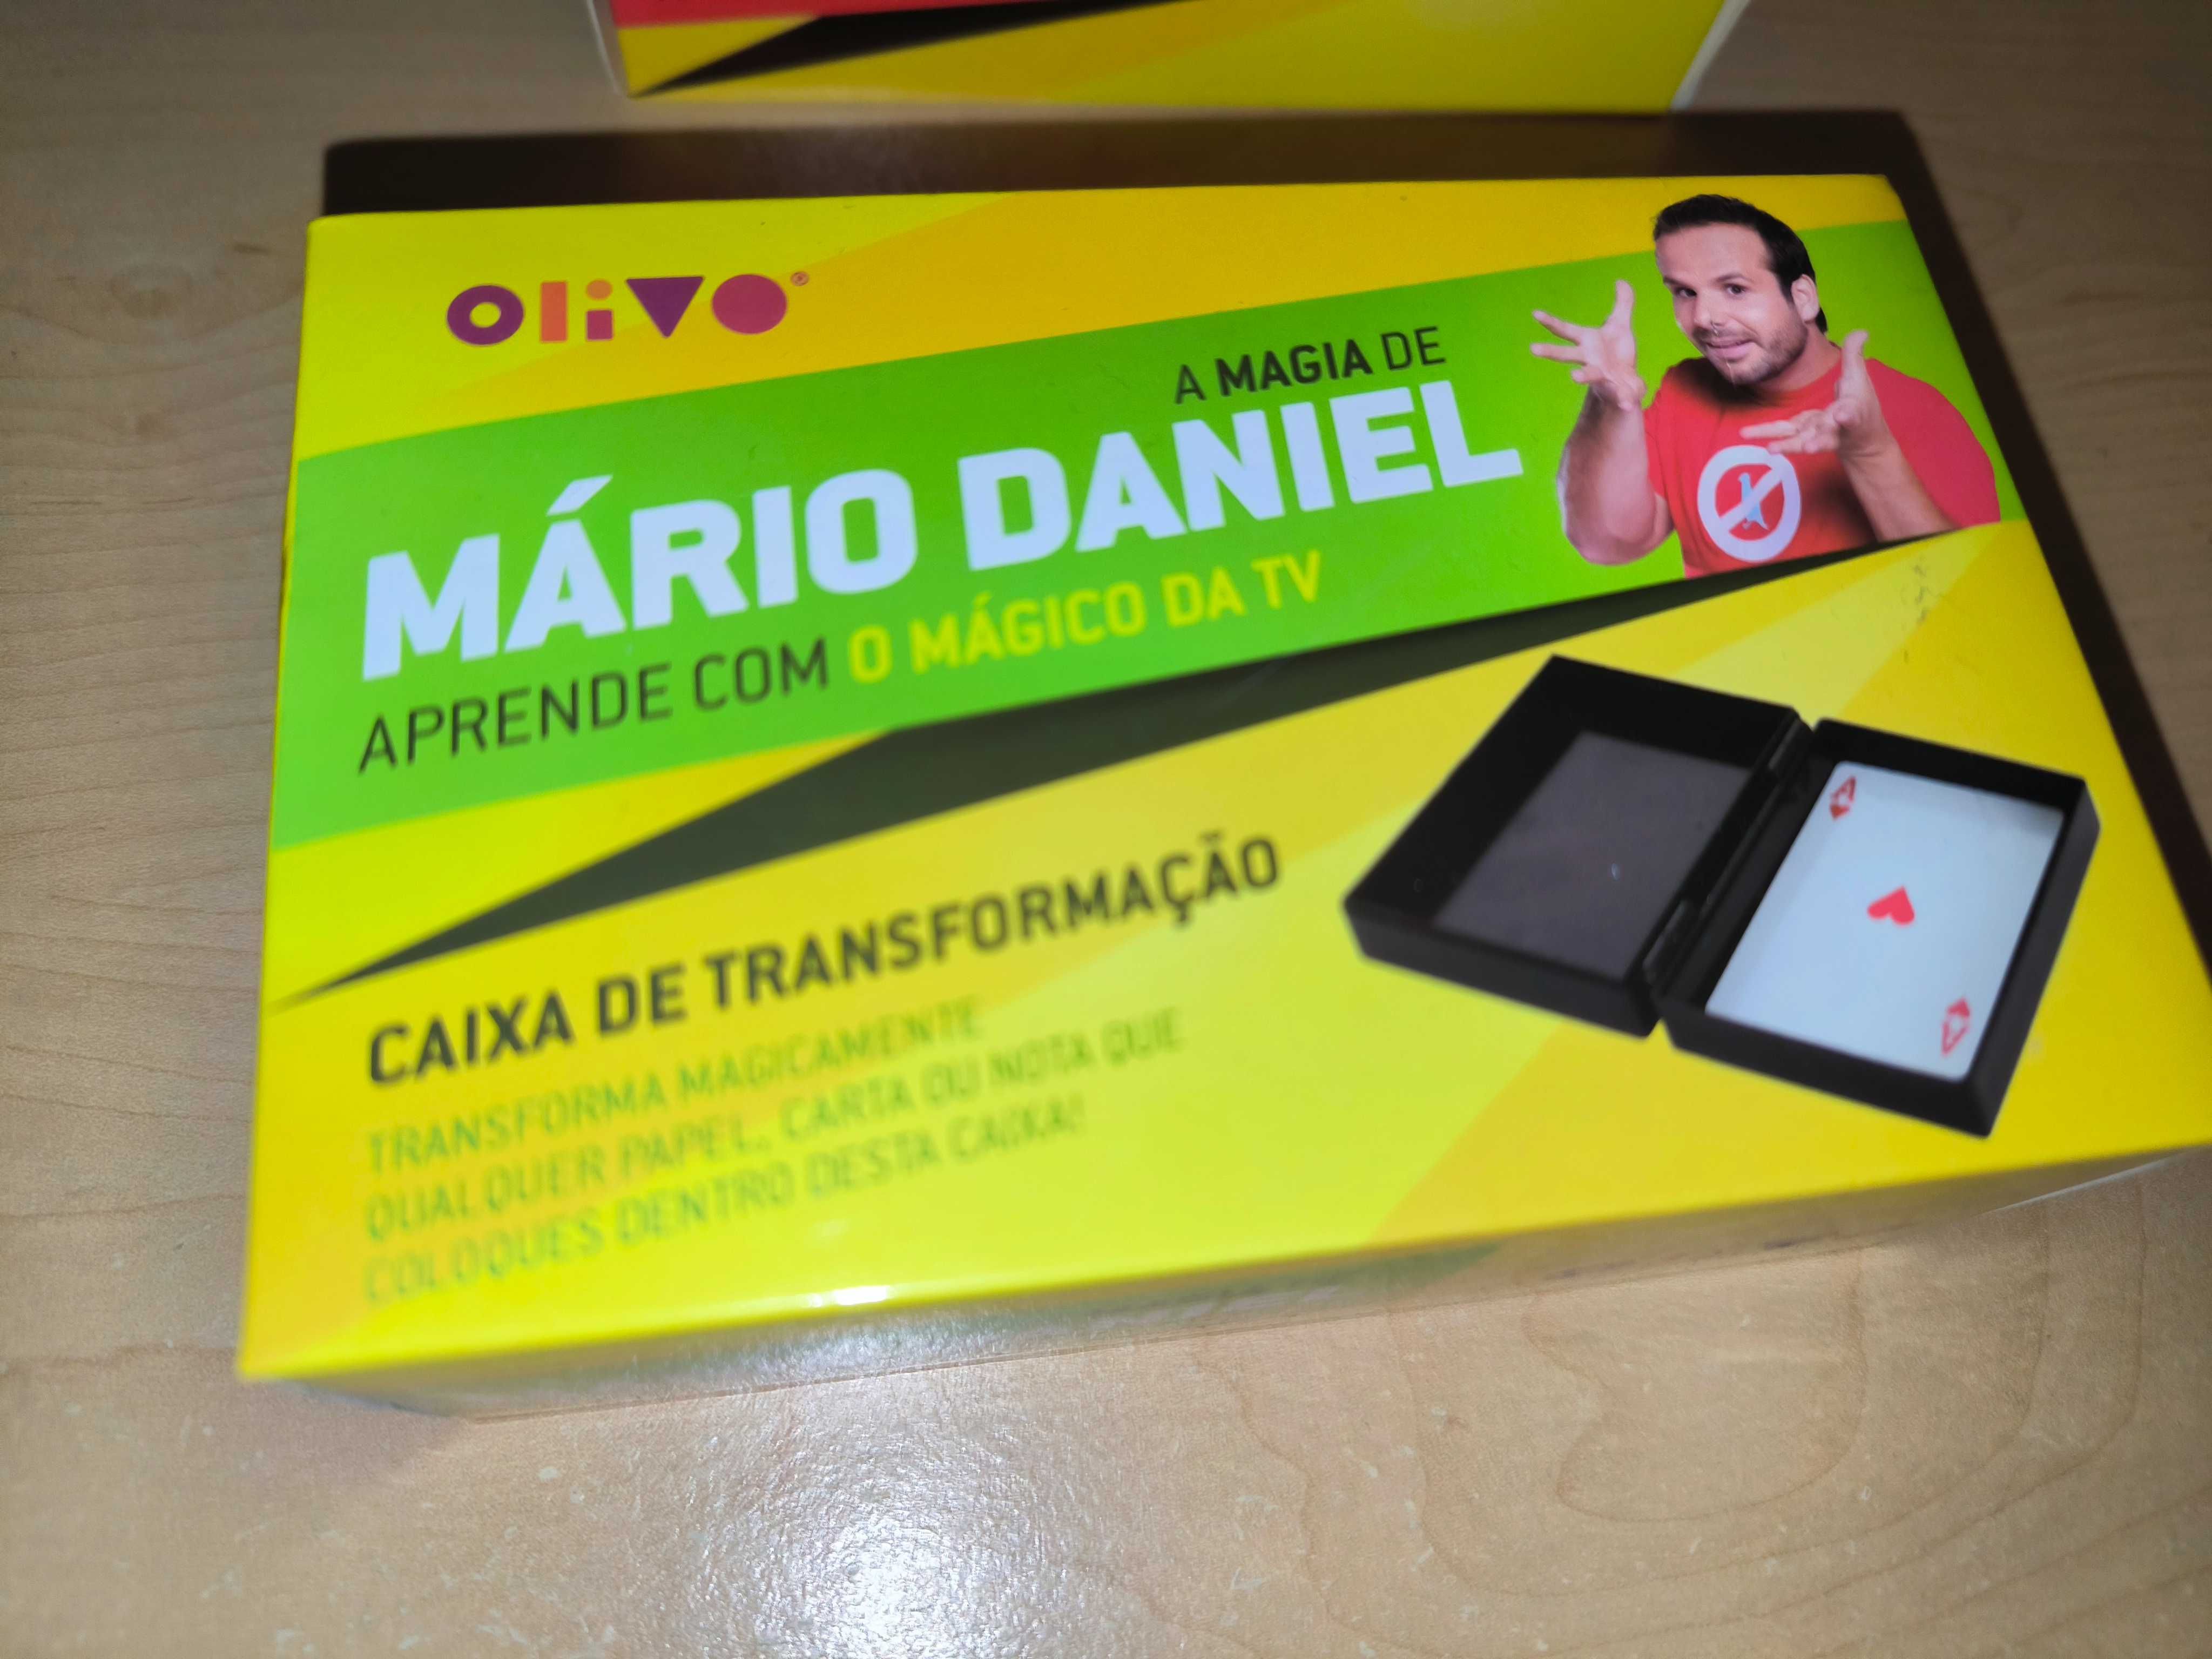 Olivo®
A MAGIA DE
MÁRIO DANIEL
APRENDE COM O MÁGICO DA TV
CAIXA DE TRANSFORMAÇÃO
TRANSFORMA MAGICAMENTE
QUALQUER PAPEL, CARTA OU NOTA QUE
COLOQUES DENTRO DESTA CAIXA!
A
A